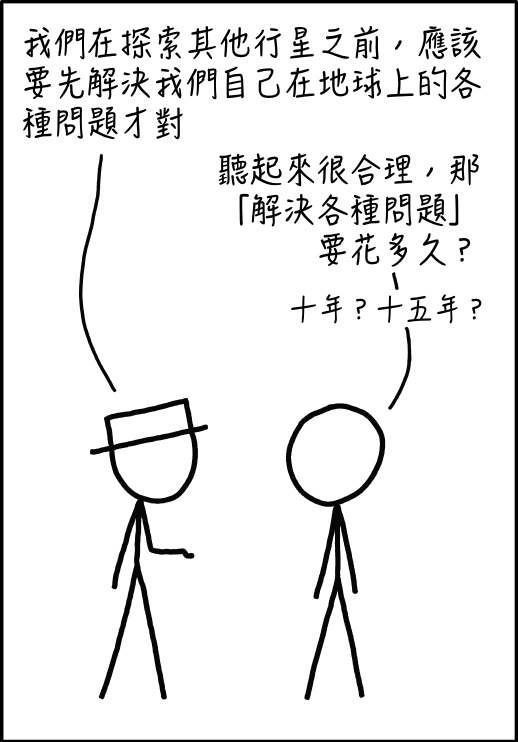 我們在探索其他行星之前，應該
要先解決我們自己在地球上的各
種問題才對
聽起來很合理，那
「解決各種問題」
要花多久？
十年？十五年？